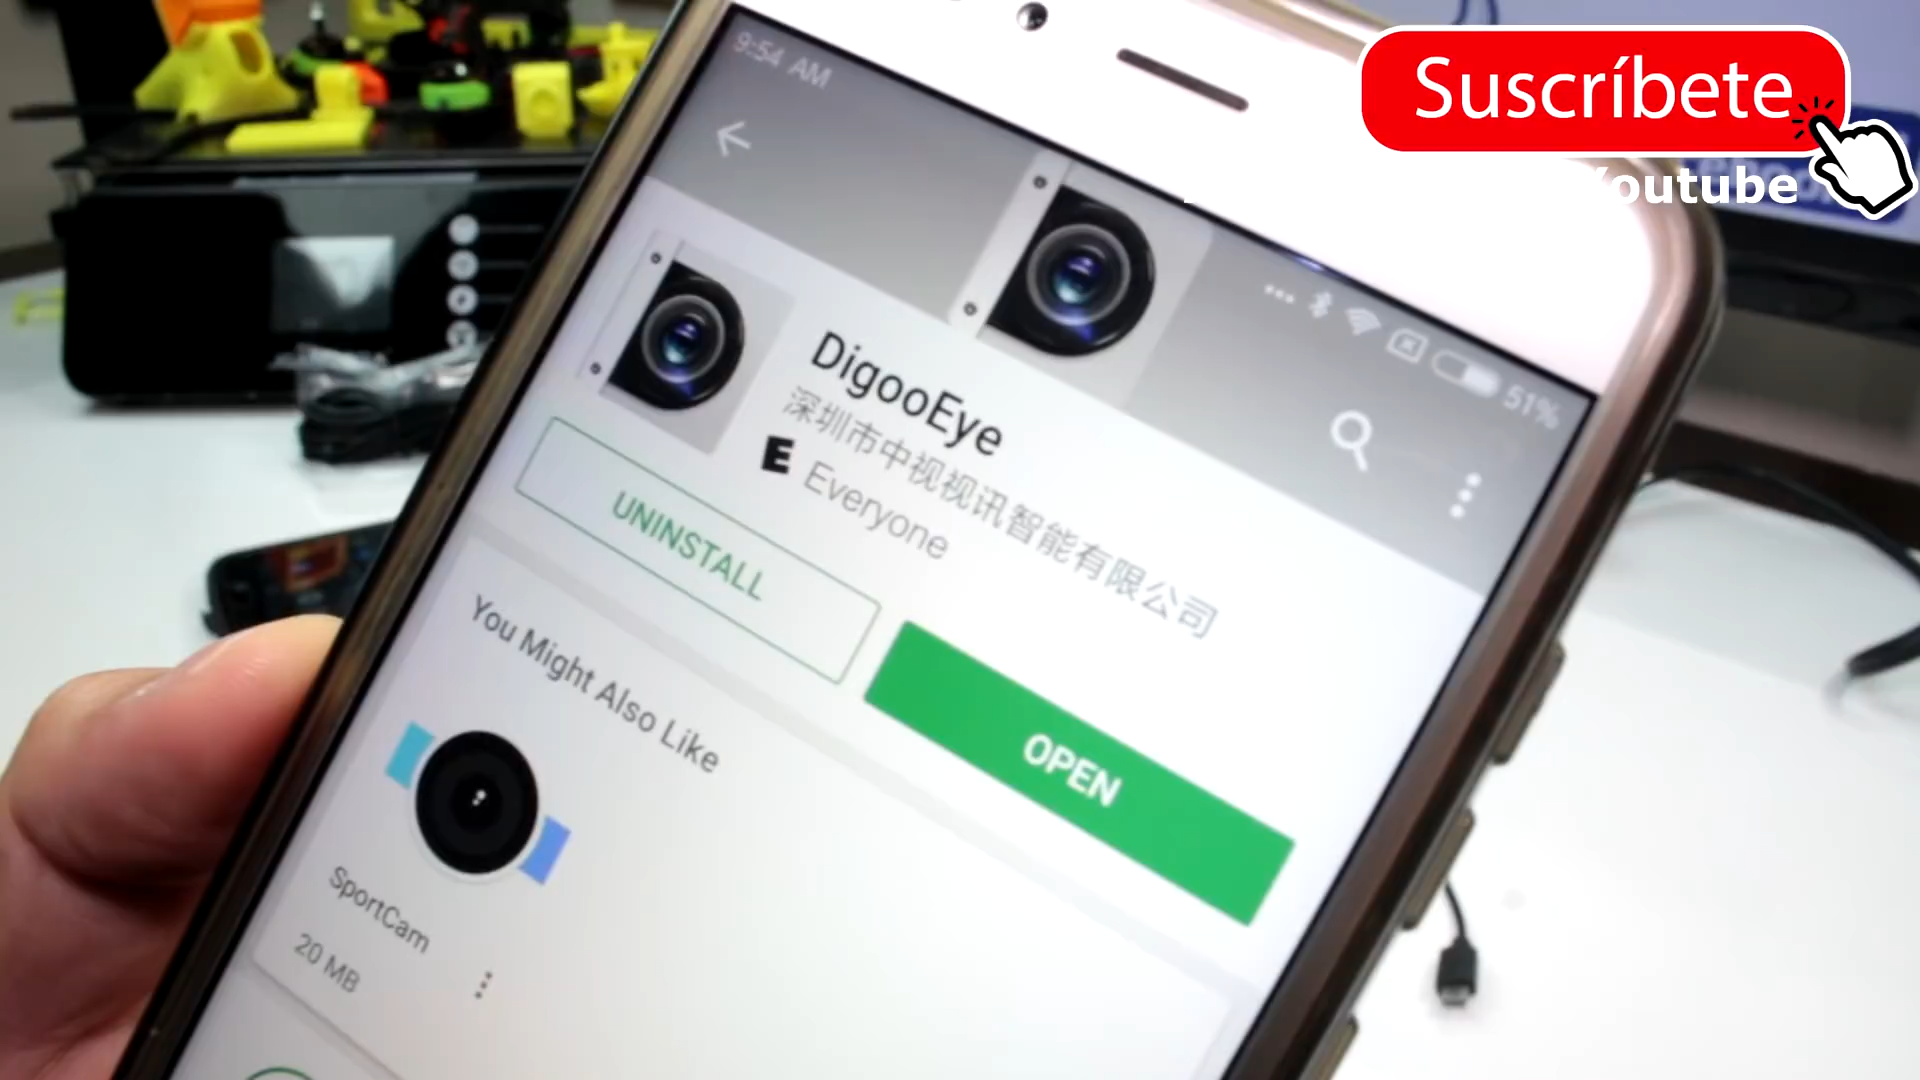 Suscríbete
Youtube
9:54 AM
51%
DigooEye
深圳市中视视讯智能有限公司
E Everyone
UNINSTALL
OPEN
You Might Also Like
SportCam
20 MB